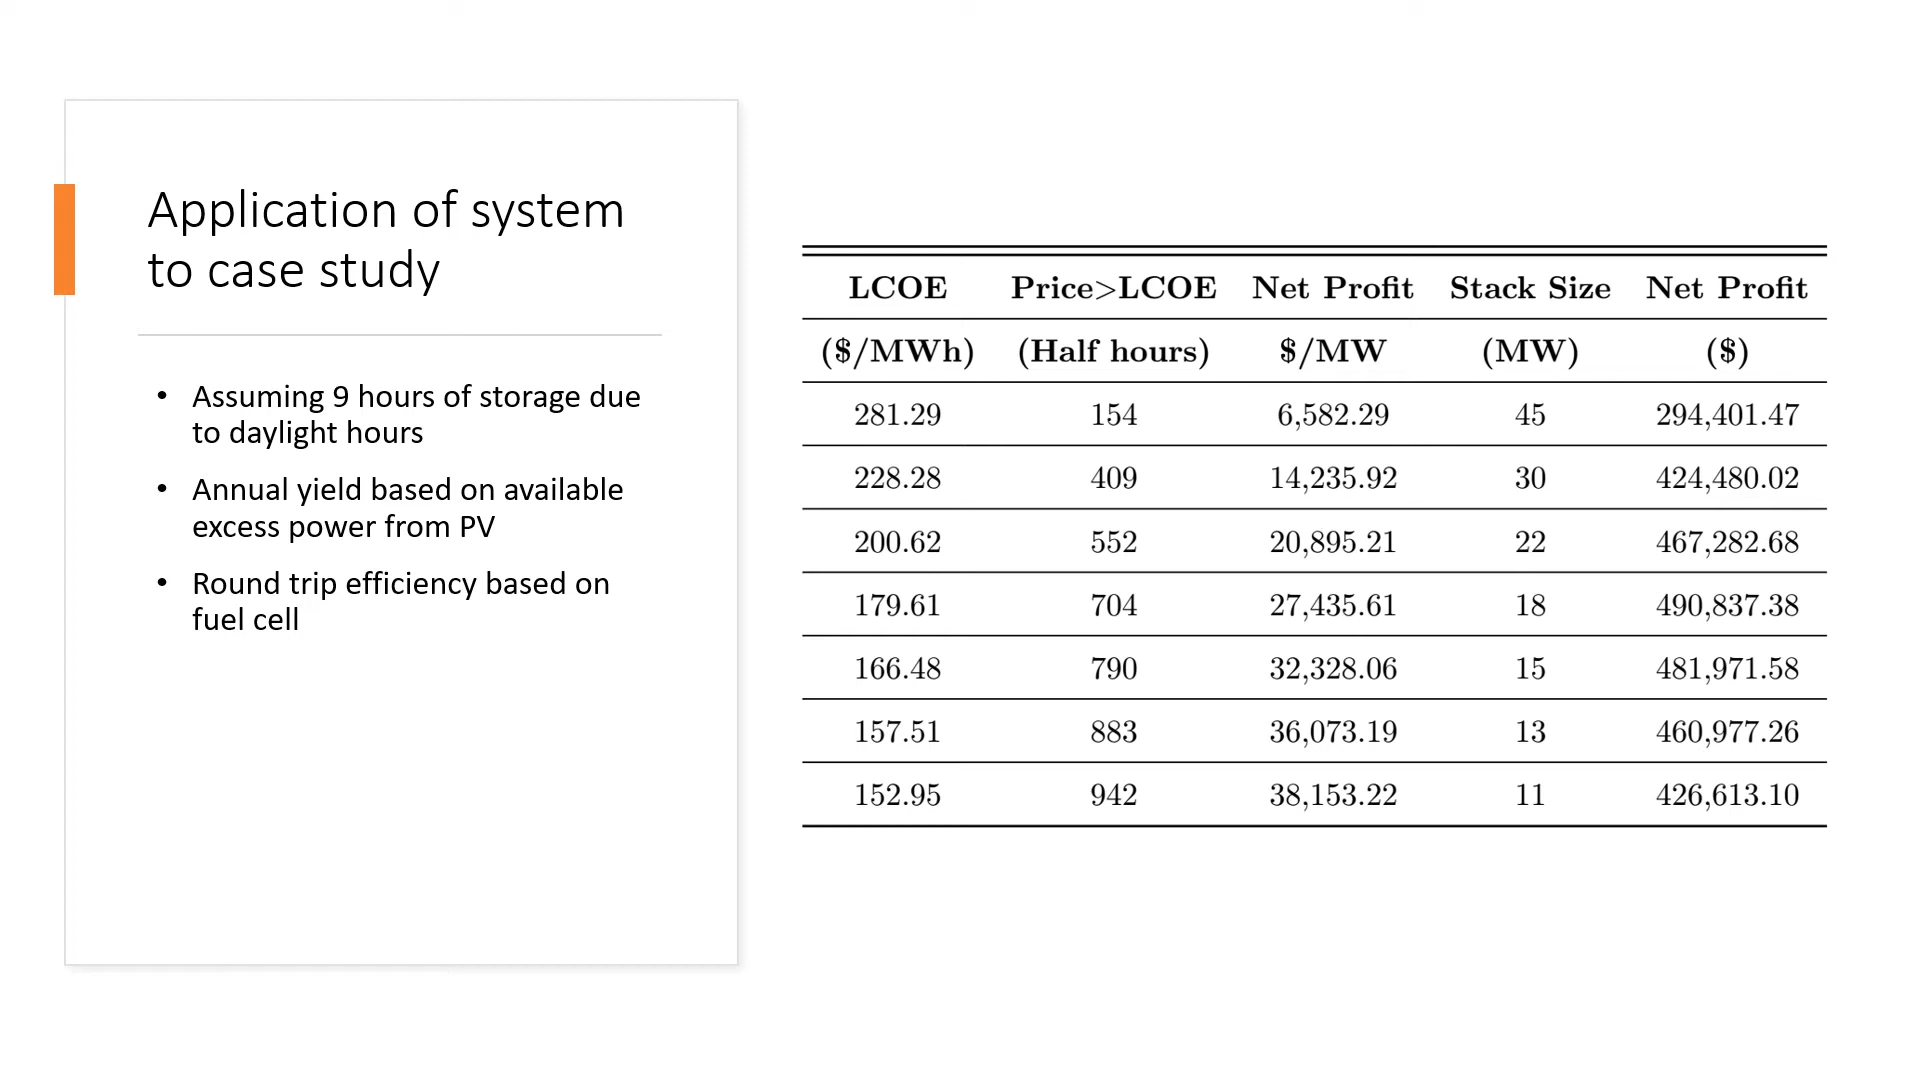 Application of system
to case study
• Assuming 9 hours of storage due
to daylight hours
• Annual yield based on available
excess power from PV
• Round trip efficiency based on
fuel cell
LCOE Price>LCOE Net Profit Stack Size Net Profit
($/MWh) (Half hours) $/MW (MW) ($)
281.29 154 6,582.29 45 294,401.47
228.28 409 14,235.92 30 424,480.02
200.62 552 20,895.21 22 467,282.68
179.61 704 27,435.61 18 490,837.38
166.48 790 32,328.06 15 481,971.58
157.51 883 36,073.19 13 460,977.26
152.95 942 38,153.22 11 426,613.10